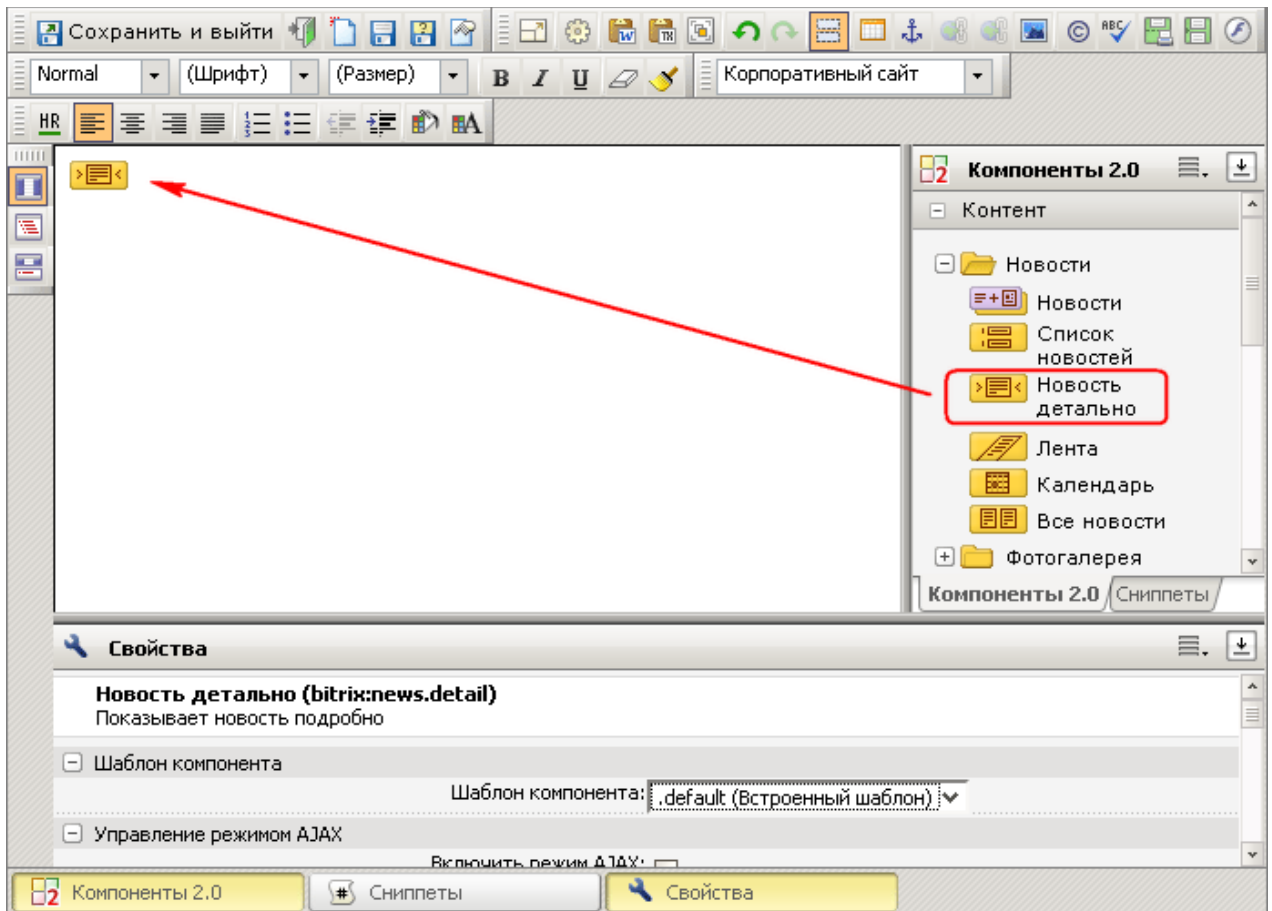 Сохранить и выйти
Normal (Шрифт) (Размер) B I U Корпоративный сайт
HR
Компоненты 2.0
Контент
Новости
Новости
Список
новостей
Новость
детально
Лента
Календарь
Все новости
Фотогалерея
Компоненты 2.0 Сниппеты
Свойства
Новость детально (bitrix:news.detail)
Показывает новость подробно
Шаблон компонента
Шаблон компонента: .default (Встроенный шаблон)
Управление режимом AJAX
Включить режим AJAX:
Компоненты 2.0 Сниппеты Свойства